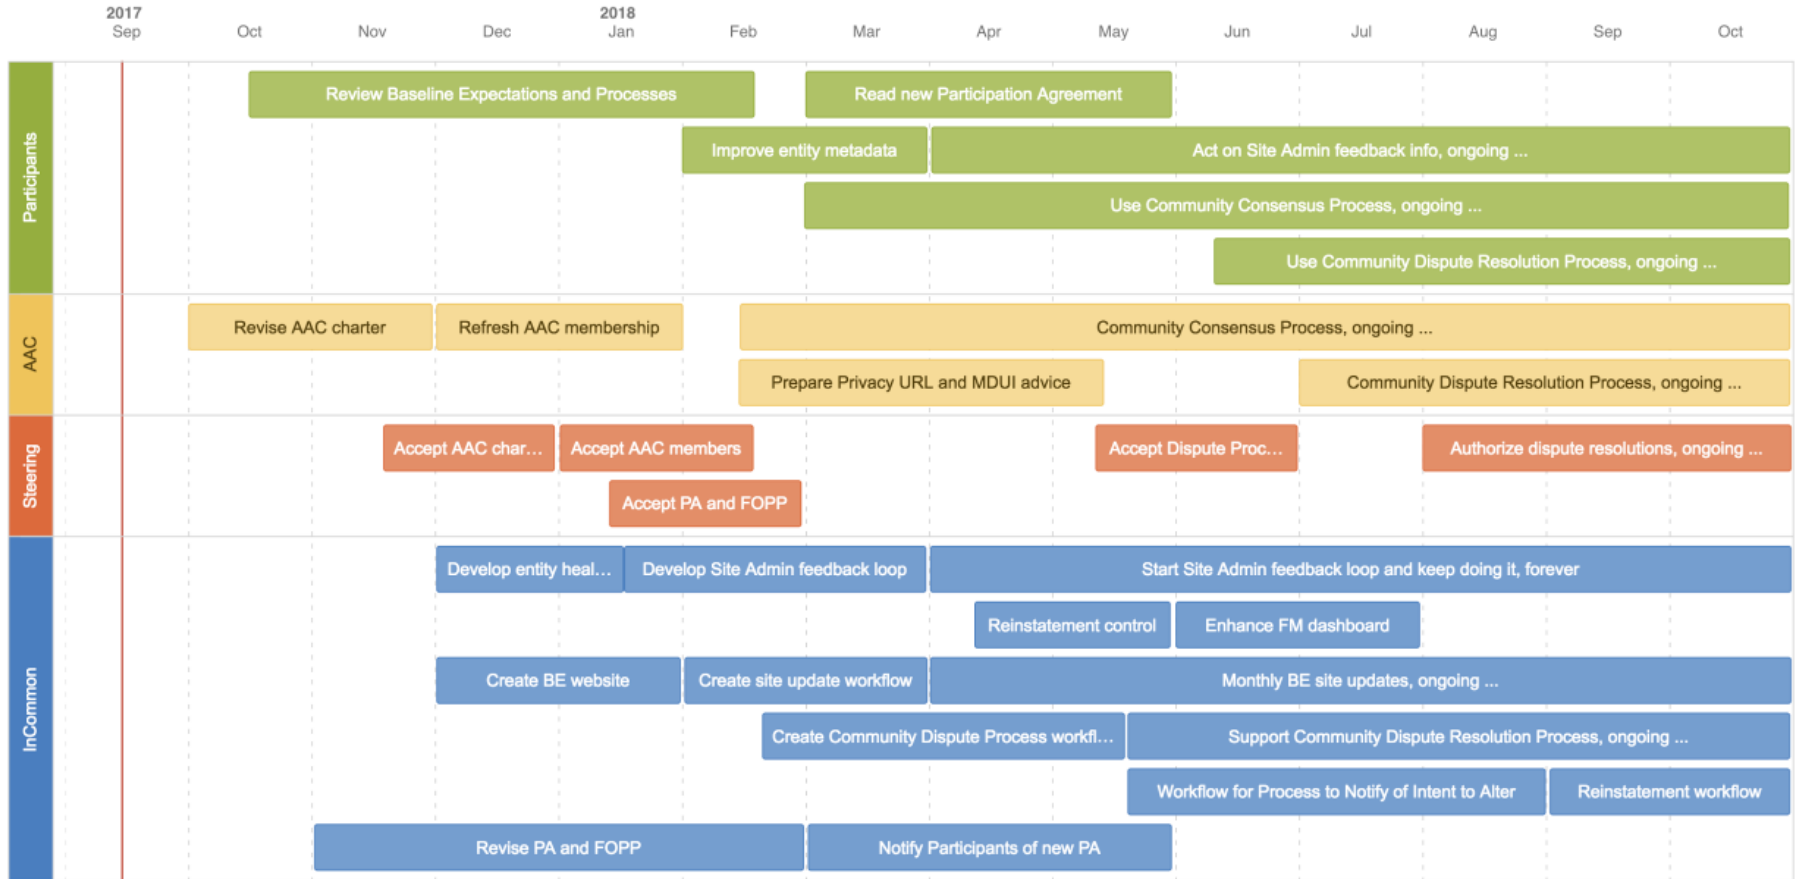 2017
2018
Sep Oct Nov Dec Jan Feb Mar Apr May Jun Jul Aug Sep Oct
Participants
Review Baseline Expectations and Processes
Read new Participation Agreement
Improve entity metadata
Act on Site Admin feedback info, ongoing ...
Use Community Consensus Process, ongoing ...
Use Community Dispute Resolution Process, ongoing ...
AAC
Revise AAC charter
Refresh AAC membership
Community Consensus Process, ongoing ...
Prepare Privacy URL and MDUI advice
Community Dispute Resolution Process, ongoing ...
Steering
Accept AAC char...
Accept AAC members
Accept Dispute Proc...
Authorize dispute resolutions, ongoing ...
Accept PA and FOPP
InCommon
Develop entity heal...
Develop Site Admin feedback loop
Start Site Admin feedback loop and keep doing it, forever
Reinstatement control
Enhance FM dashboard
Create BE website
Create site update workflow
Monthly BE site updates, ongoing ...
Create Community Dispute Process workfl...
Support Community Dispute Resolution Process, ongoing ...
Workflow for Process to Notify of Intent to Alter
Reinstatement workflow
Revise PA and FOPP
Notify Participants of new PA